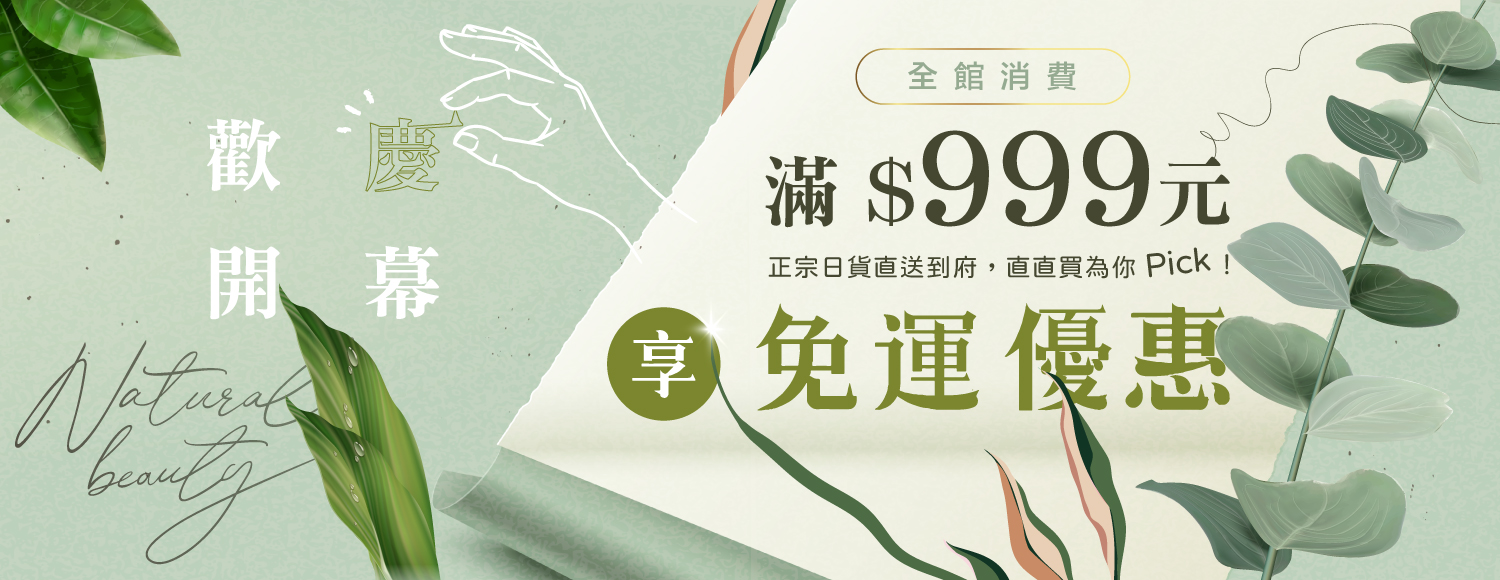 歡慶
開幕
Natural
beauty
全館消費
滿 $999元
正宗日貨直送到府，直直買為你 Pick！
享 免運優惠